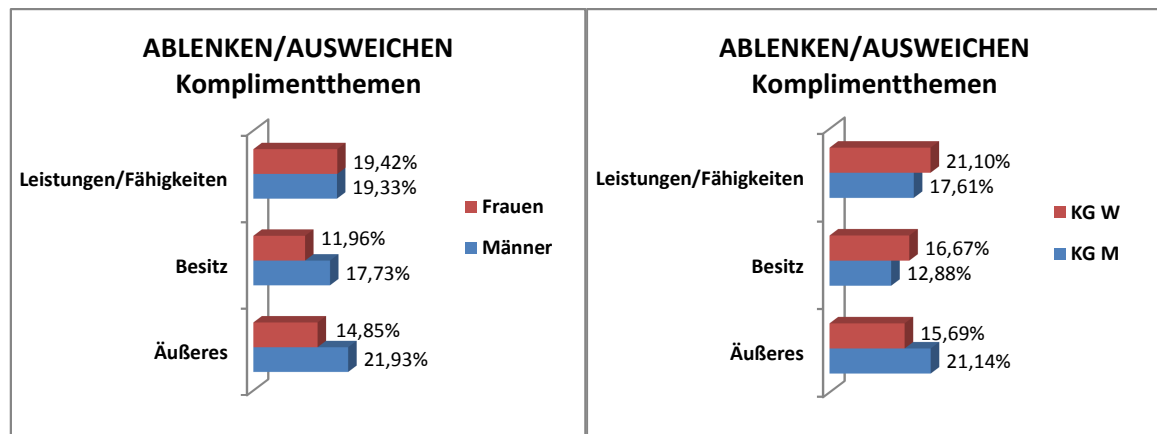 ABLENKEN/AUSWEICHEN
Komplimentthemen
Leistungen/Fähigkeiten
19,42%
19,33%
Besitz
11,96%
17,73%
Äußeres
14,85%
21,93%
Frauen
Männer
ABLENKEN/AUSWEICHEN
Komplimentthemen
Leistungen/Fähigkeiten
21,10%
17,61%
Besitz
16,67%
12,88%
Äußeres
15,69%
21,14%
KG W
KG M